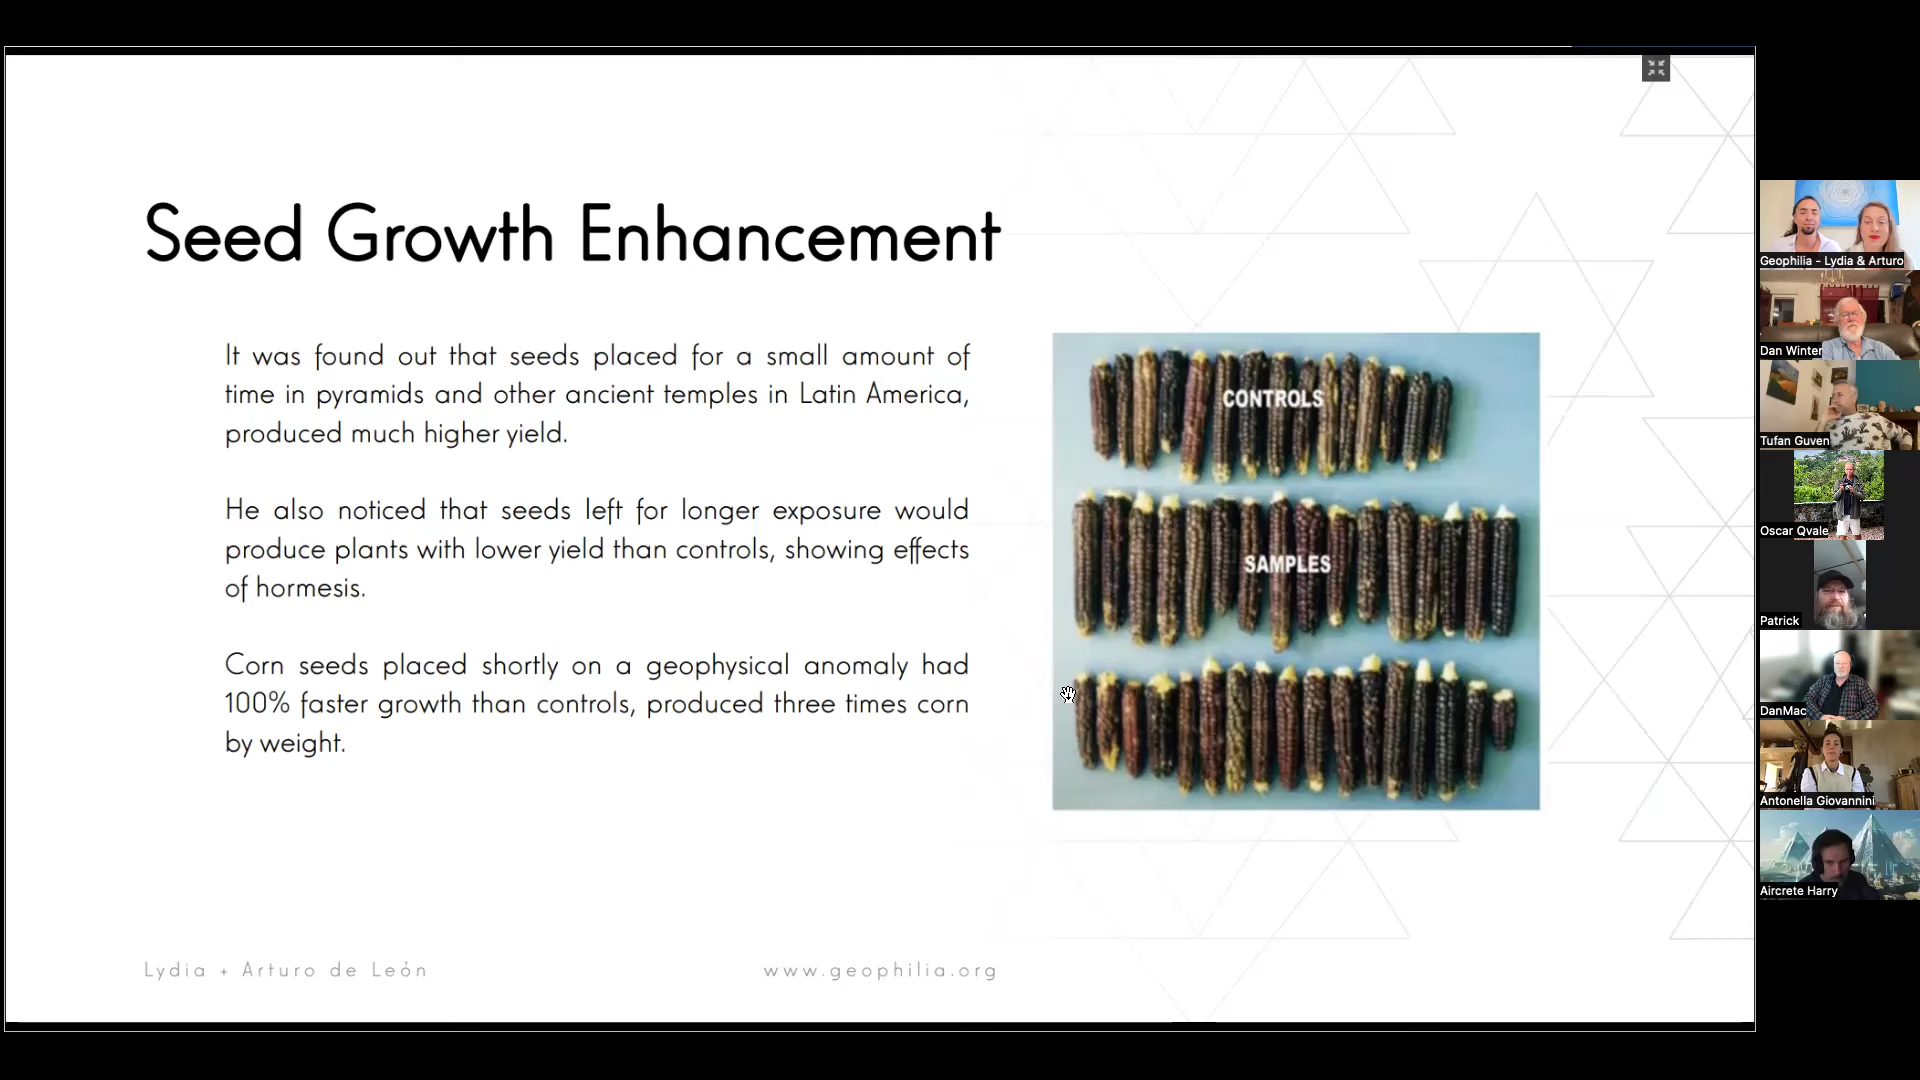 Seed Growth Enhancement
It was found out that seeds placed for a small amount of
time in pyramids and other ancient temples in Latin America,
produced much higher yield.
He also noticed that seeds left for longer exposure would
produce plants with lower yield than controls, showing effects
of hormesis.
Corn seeds placed shortly on a geophysical anomaly had
100% faster growth than controls, produced three times corn
by weight.
CONTROLS
SAMPLES
Lydia + Arturo de León
www.geophilia.org
Geophilia - Lydia & Arturo
Dan Winter
Tufan Guven
Oscar Qvale
Patrick
DanMac
Antonella Giovannini
Aircrete Harry